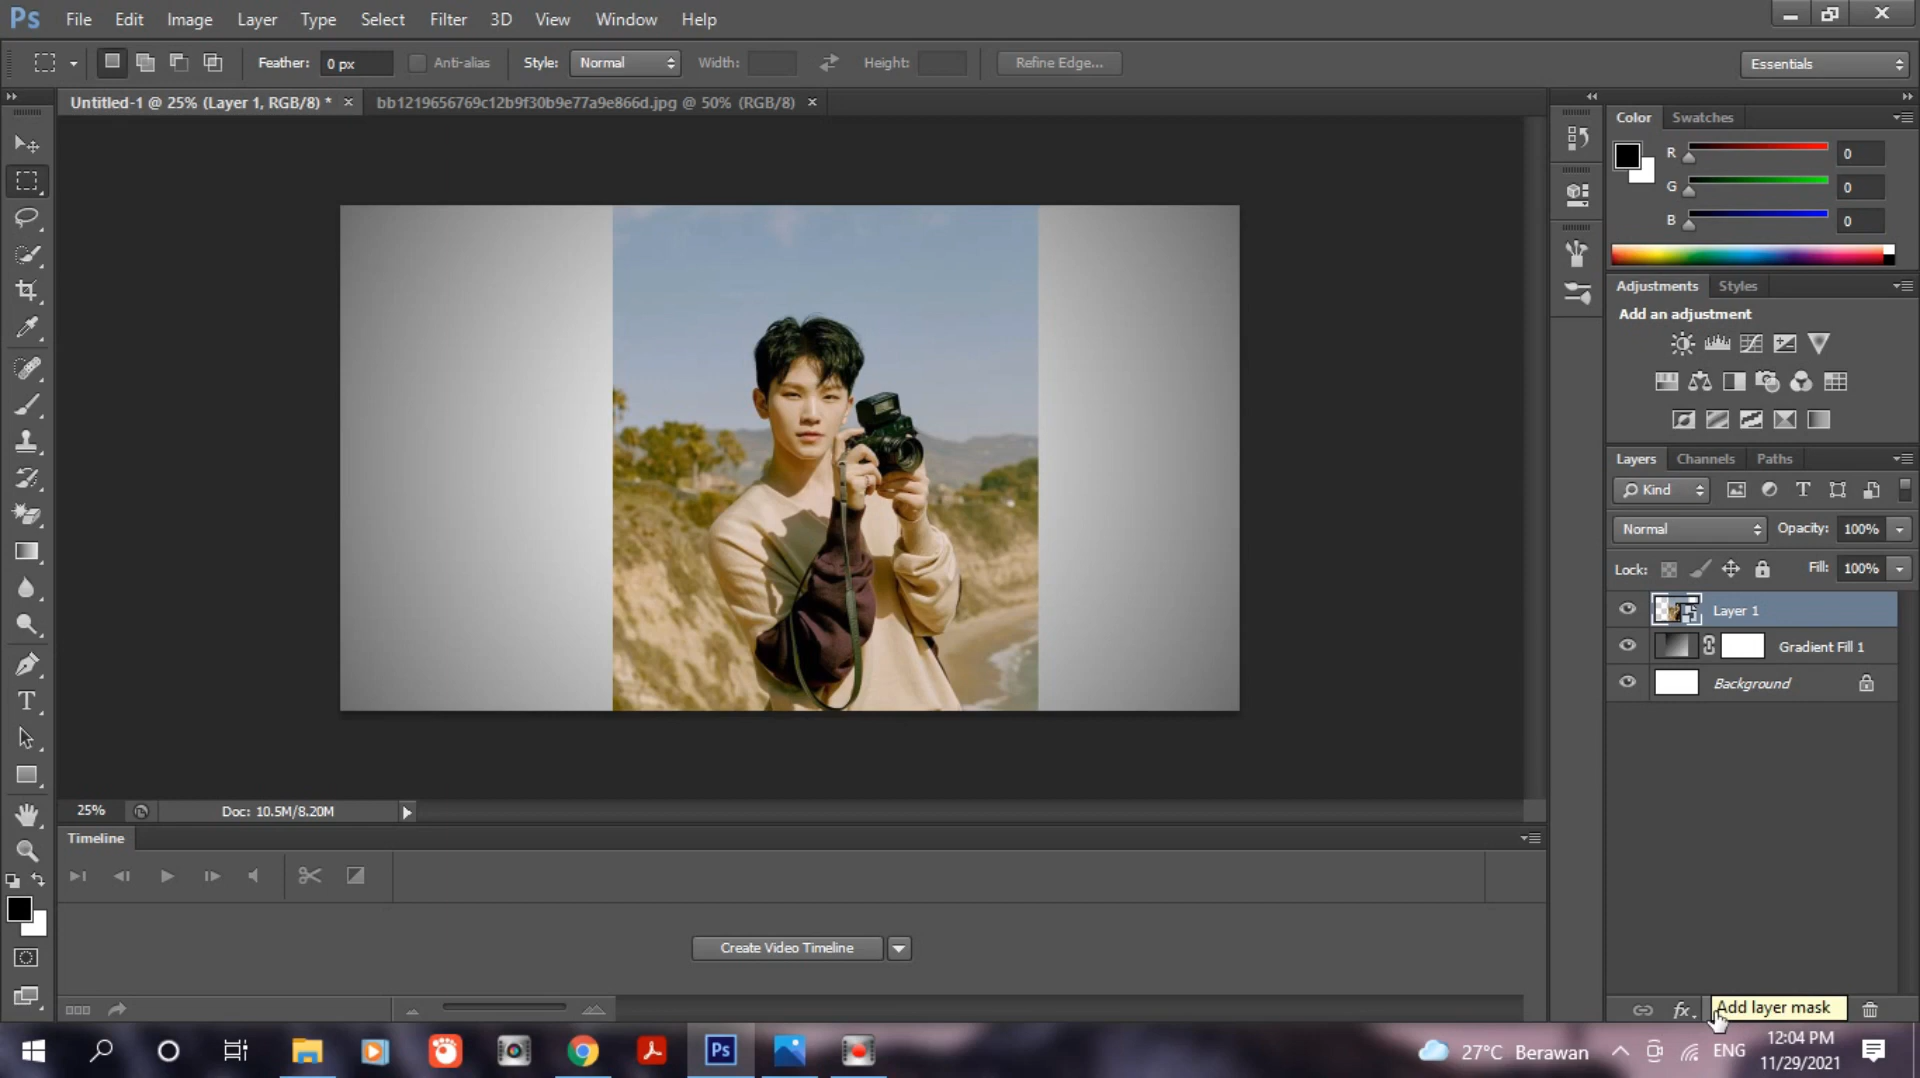 Ps File Edit Image Layer Type Select Filter 3D View Window Help
Feather: 0 px Anti-alias Style: Normal Width: Height: Refine Edge... Essentials
Untitled-1 @ 25% (Layer 1, RGB/8) * × bb1219656769c12b9f30b9e77a9e866d.jpg @ 50% (RGB/8) ×
Color Swatches
R 0
G 0
B 0
Adjustments Styles
Add an adjustment
Layers Channels Paths
Kind
Normal Opacity: 100%
Lock: Fill: 100%
Layer 1
Gradient Fill 1
Background
25% Doc: 10.5M/8.20M
Timeline
Create Video Timeline
fx. Add layer mask
Ps 27°C Berawan ENG 12:04 PM
11/29/2021